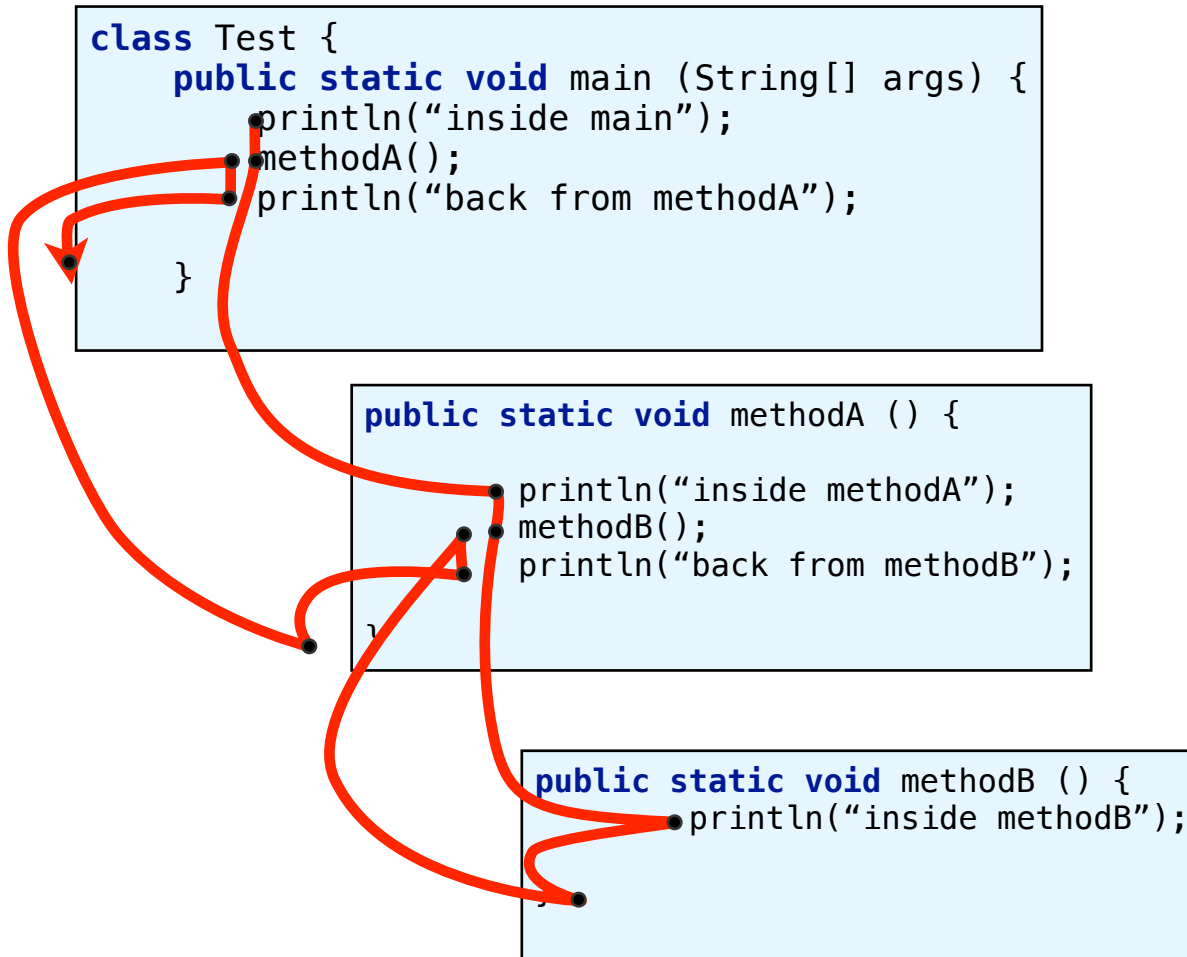 class Test {
public static void main (String[] args) {
println(“inside main”);
methodA();
println(“back from methodA”);
}
public static void methodA () {
println(“inside methodA”);
methodB();
println(“back from methodB”);
}
public static void methodB () {
println(“inside methodB”);
}